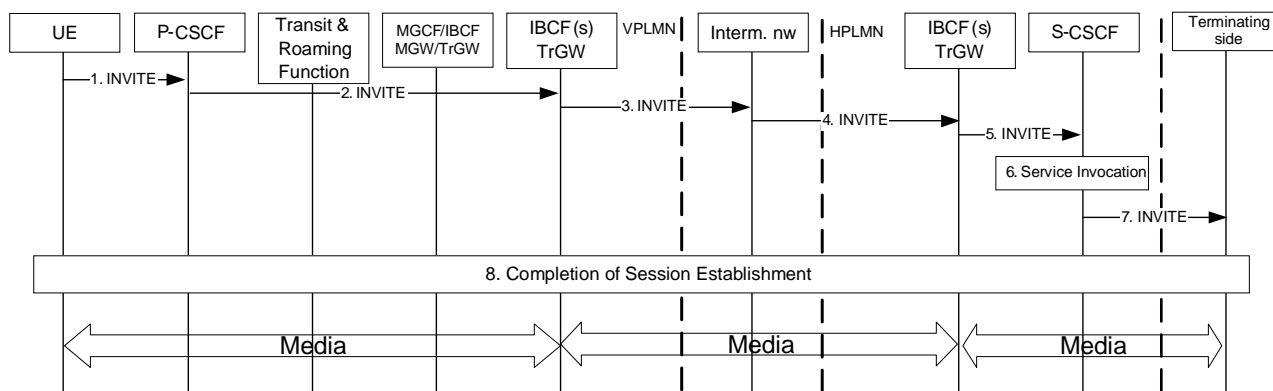 UE
P-CSCF
Transit &
Roaming
Function
MGCF/IBCF
MGW/TrGW
IBCF(s)
TrGW
VPLMN
Interm. nw
HPLMN
IBCF(s)
TrGW
S-CSCF
Terminating
side
1. INVITE
2. INVITE
3. INVITE
4. INVITE
5. INVITE
6. Service Invocation
7. INVITE
8. Completion of Session Establishment
Media
Media
Media